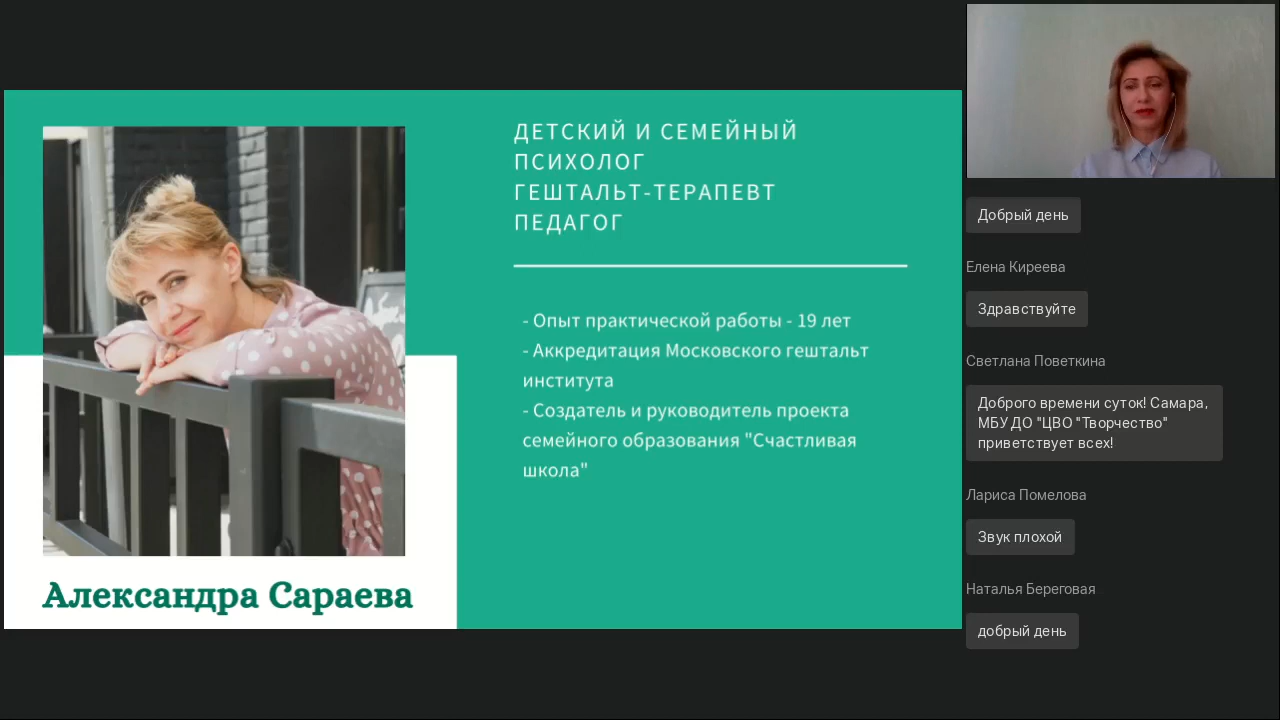 ДЕТСКИЙ И СЕМЕЙНЫЙ
ПСИХОЛОГ
ГЕШТАЛЬТ-ТЕРАПЕВТ
ПЕДАГОГ
- Опыт практической работы - 19 лет
- Аккредитация Московского гештальт
института
- Создатель и руководитель проекта
семейного образования "Счастливая
школа"
Александра Сараева
Добрый день
Елена Киреева
Здравствуйте
Светлана Поветкина
Доброго времени суток! Самара,
МБУ ДО "ЦВО "Творчество"
приветствует всех!
Лариса Помелова
Звук плохой
Наталья Береговая
добрый день